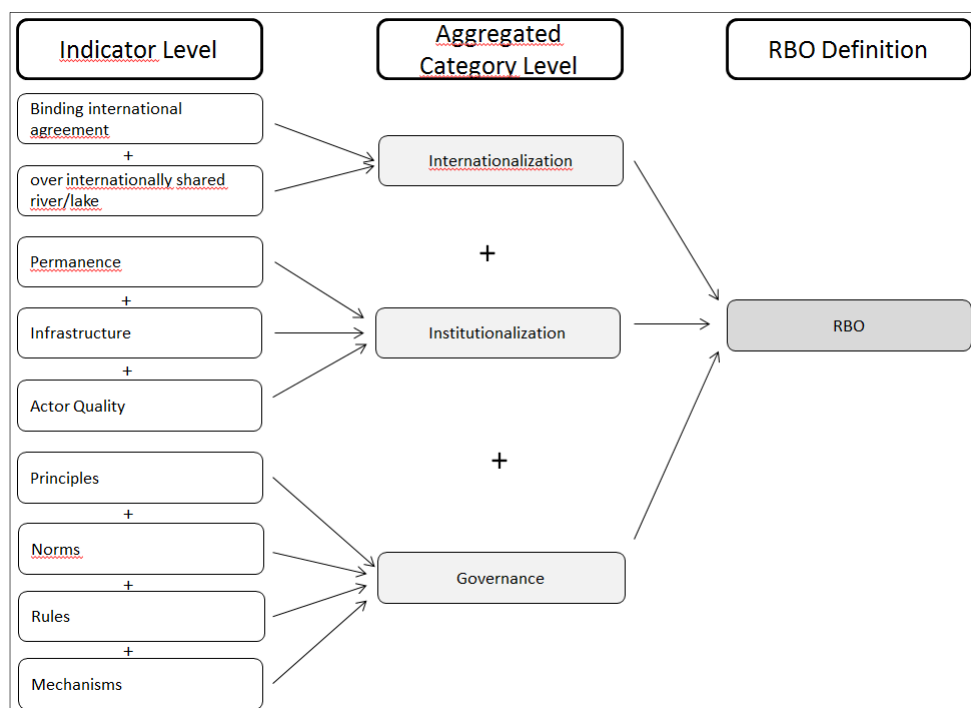 Indicator Level
Aggregated
Category Level
RBO Definition
Binding international
agreement
+
over internationally shared
river/lake
Internationalization
+
Permanence
+
Infrastructure
+
Actor Quality
Institutionalization
RBO
+
Principles
+
Norms
+
Rules
+
Mechanisms
Governance